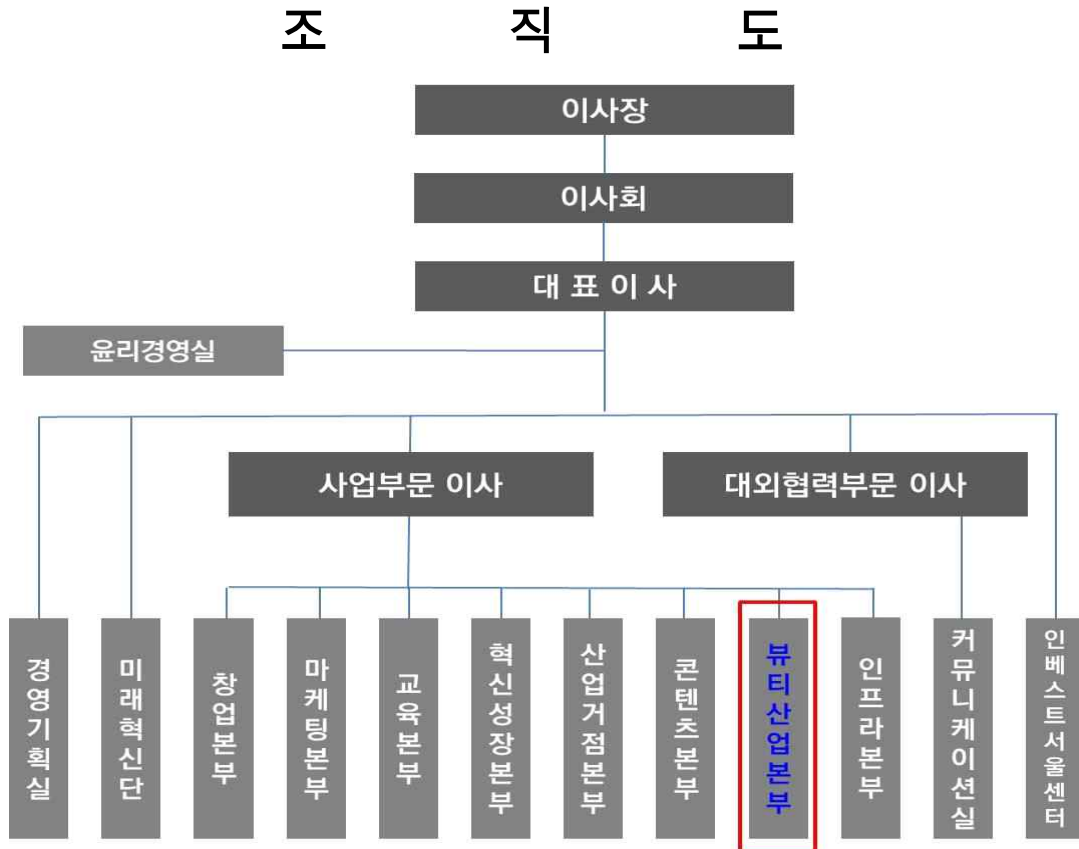 조 직 도
이사장
이사회
대 표 이 사
윤리경영실
사업부문 이사
대외협력부문 이사
경영기획실
미래혁신단
창업본부
마케팅본부
교육본부
혁신성장본부
산업거점본부
콘텐츠본부
뷰티산업본부
인프라본부
커뮤니케이션실
인베스트서울센터